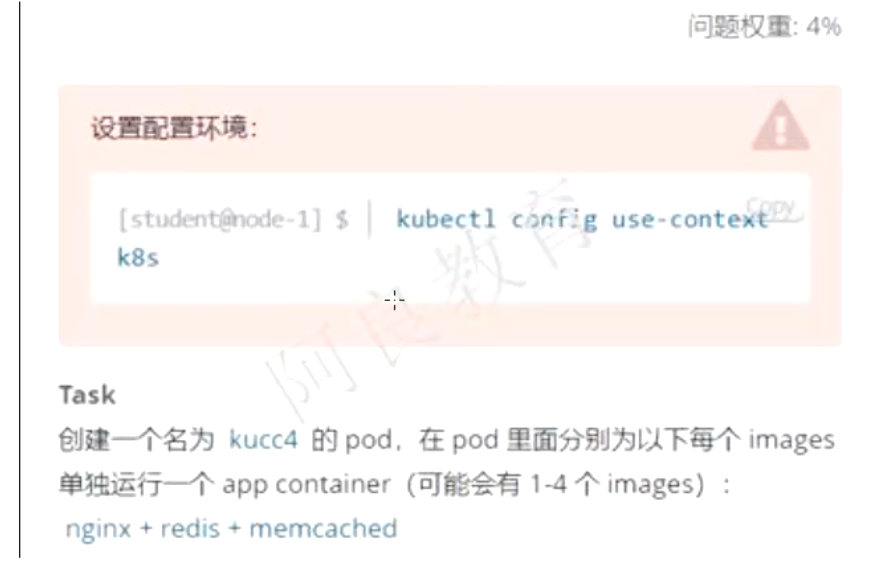 问题权重: 4%
设置配置环境：
[student@node-1] $ | kubectl config use-context
Copy
k8s
阿良教育
Task
创建一个名为 kucc4 的 pod，在 pod 里面分别为以下每个 images
单独运行一个 app container（可能会有 1-4 个 images）：
nginx + redis + memcached